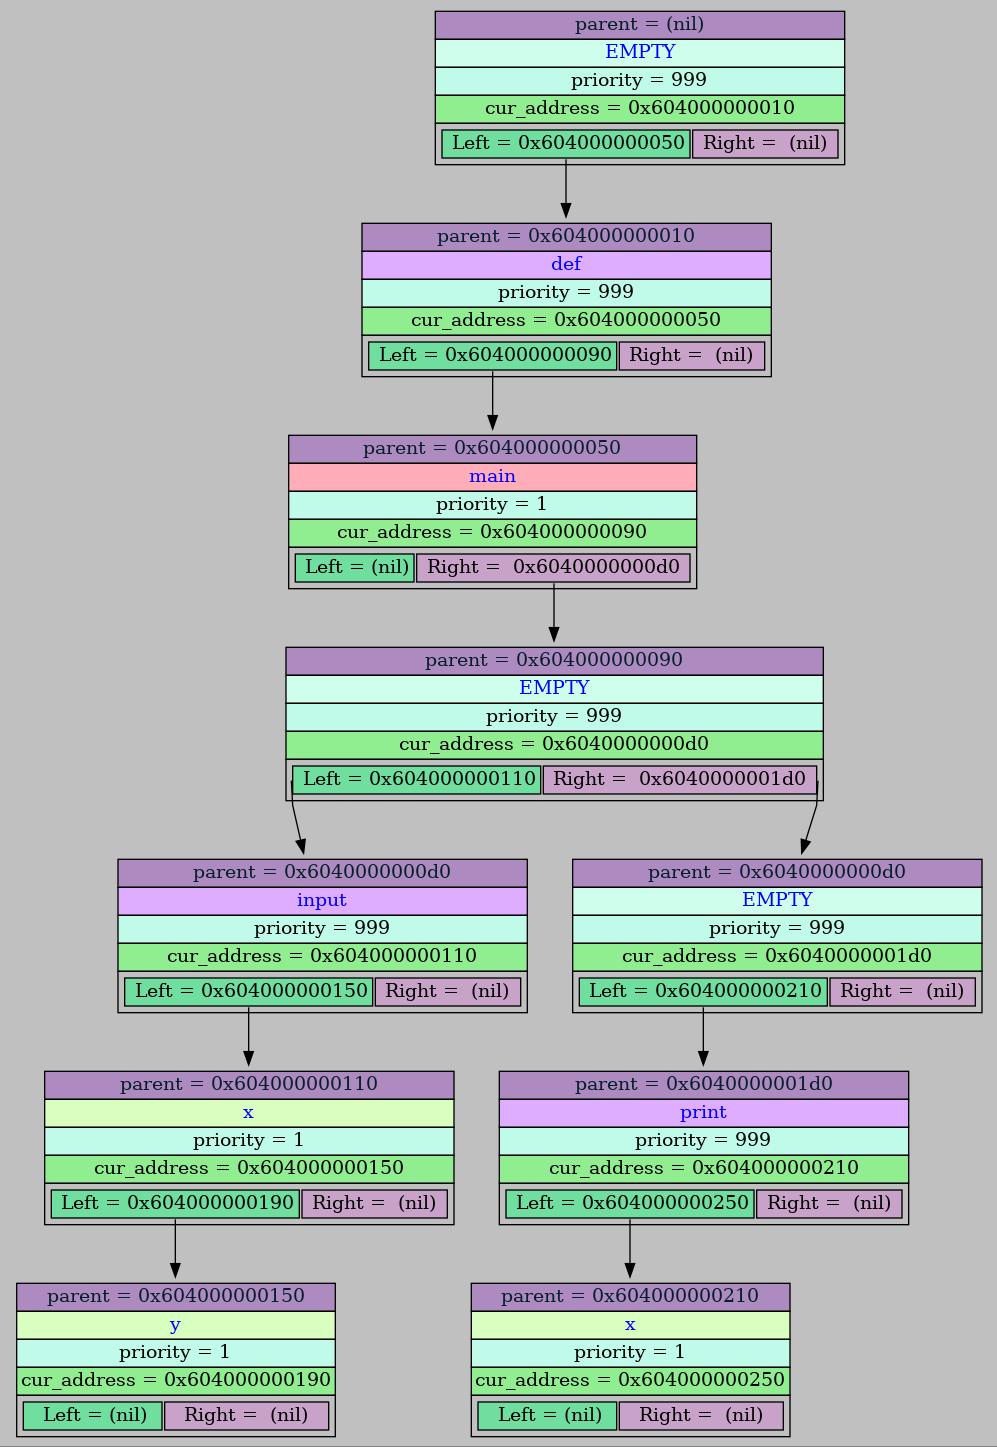 parent = (nil)
EMPTY
priority = 999
cur_address = 0x604000000010
Left = 0x604000000050 Right = (nil)
parent = 0x604000000010
def
priority = 999
cur_address = 0x604000000050
Left = 0x604000000090 Right = (nil)
parent = 0x604000000050
main
priority = 1
cur_address = 0x604000000090
Left = (nil) Right = 0x6040000000d0
parent = 0x604000000090
EMPTY
priority = 999
cur_address = 0x6040000000d0
Left = 0x604000000110 Right = 0x6040000001d0
parent = 0x6040000000d0
input
priority = 999
cur_address = 0x604000000110
Left = 0x604000000150 Right = (nil)
parent = 0x6040000000d0
EMPTY
priority = 999
cur_address = 0x6040000001d0
Left = 0x604000000210 Right = (nil)
parent = 0x604000000110
x
priority = 1
cur_address = 0x604000000150
Left = 0x604000000190 Right = (nil)
parent = 0x6040000001d0
print
priority = 999
cur_address = 0x604000000210
Left = 0x604000000250 Right = (nil)
parent = 0x604000000150
y
priority = 1
cur_address = 0x604000000190
Left = (nil) Right = (nil)
parent = 0x604000000210
x
priority = 1
cur_address = 0x604000000250
Left = (nil) Right = (nil)